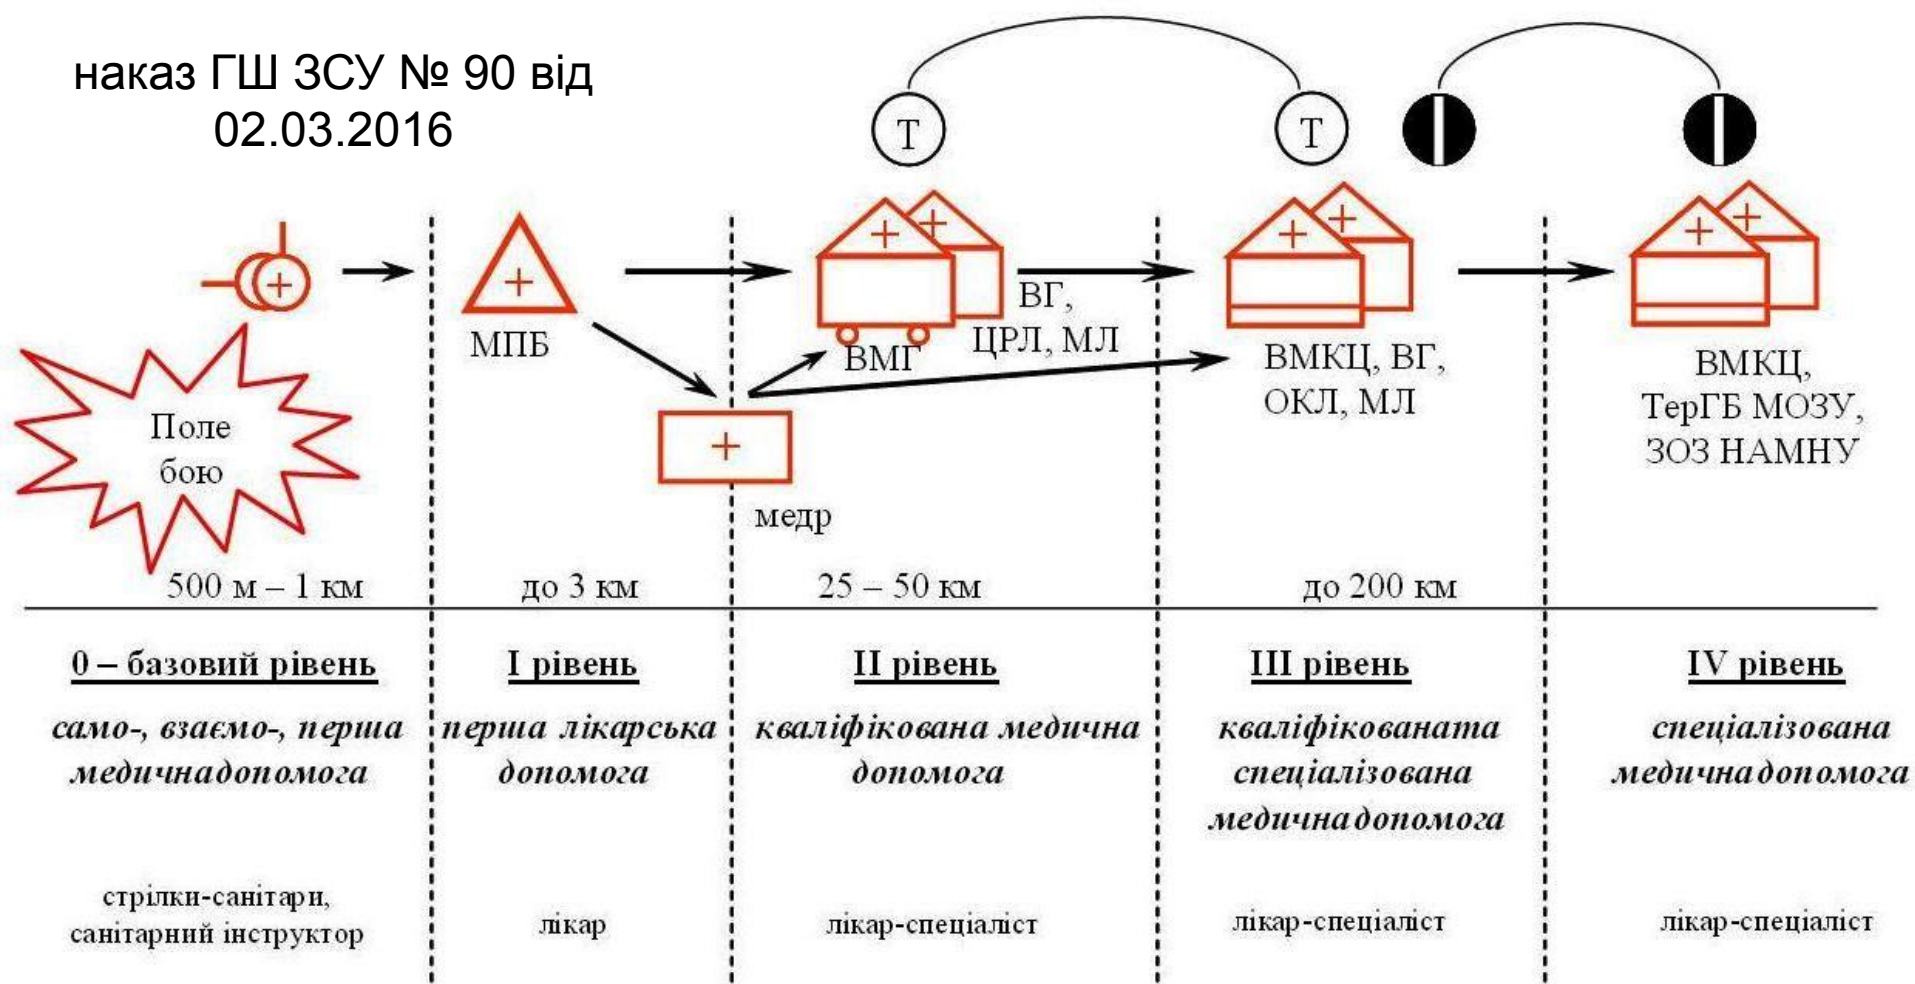 наказ ГШ ЗСУ № 90 від
02.03.2016
Т
Т
МПБ
ВМГ
ВГ,
ЦРЛ, МЛ
ВМКЦ, ВГ,
ОКЛ, МЛ
ВМКЦ,
ТерГБ МОЗУ,
ЗОЗ НАМНУ
Поле
бою
медр
500 м – 1 км
до 3 км
25 – 50 км
до 200 км
0 – базовий рівень
І рівень
ІІ рівень
ІІІ рівень
IV рівень
само-, взаємо-, перша
медичнадопомога
перша лікарська
допомога
кваліфікована медична
допомога
кваліфікованата
спеціалізована
медичнадопомога
спеціалізована
медичнадопомога
стрілки-санітари,
санітарний інструктор
лікар
лікар-спеціаліст
лікар-спеціаліст
лікар-спеціаліст